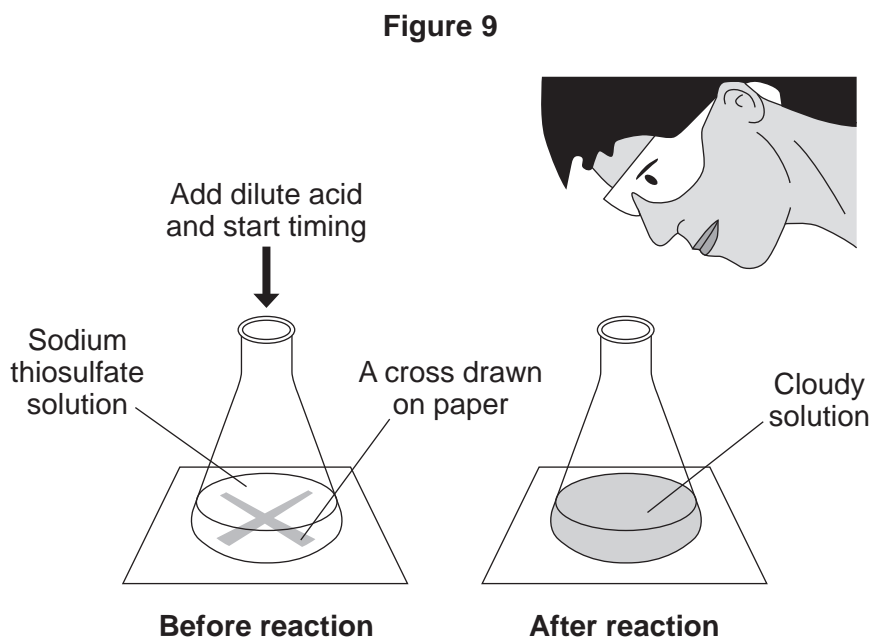 Figure 9
Add dilute acid
and start timing
Sodium
thiosulfate
solution
A cross drawn
on paper
Cloudy
solution
Before reaction
After reaction